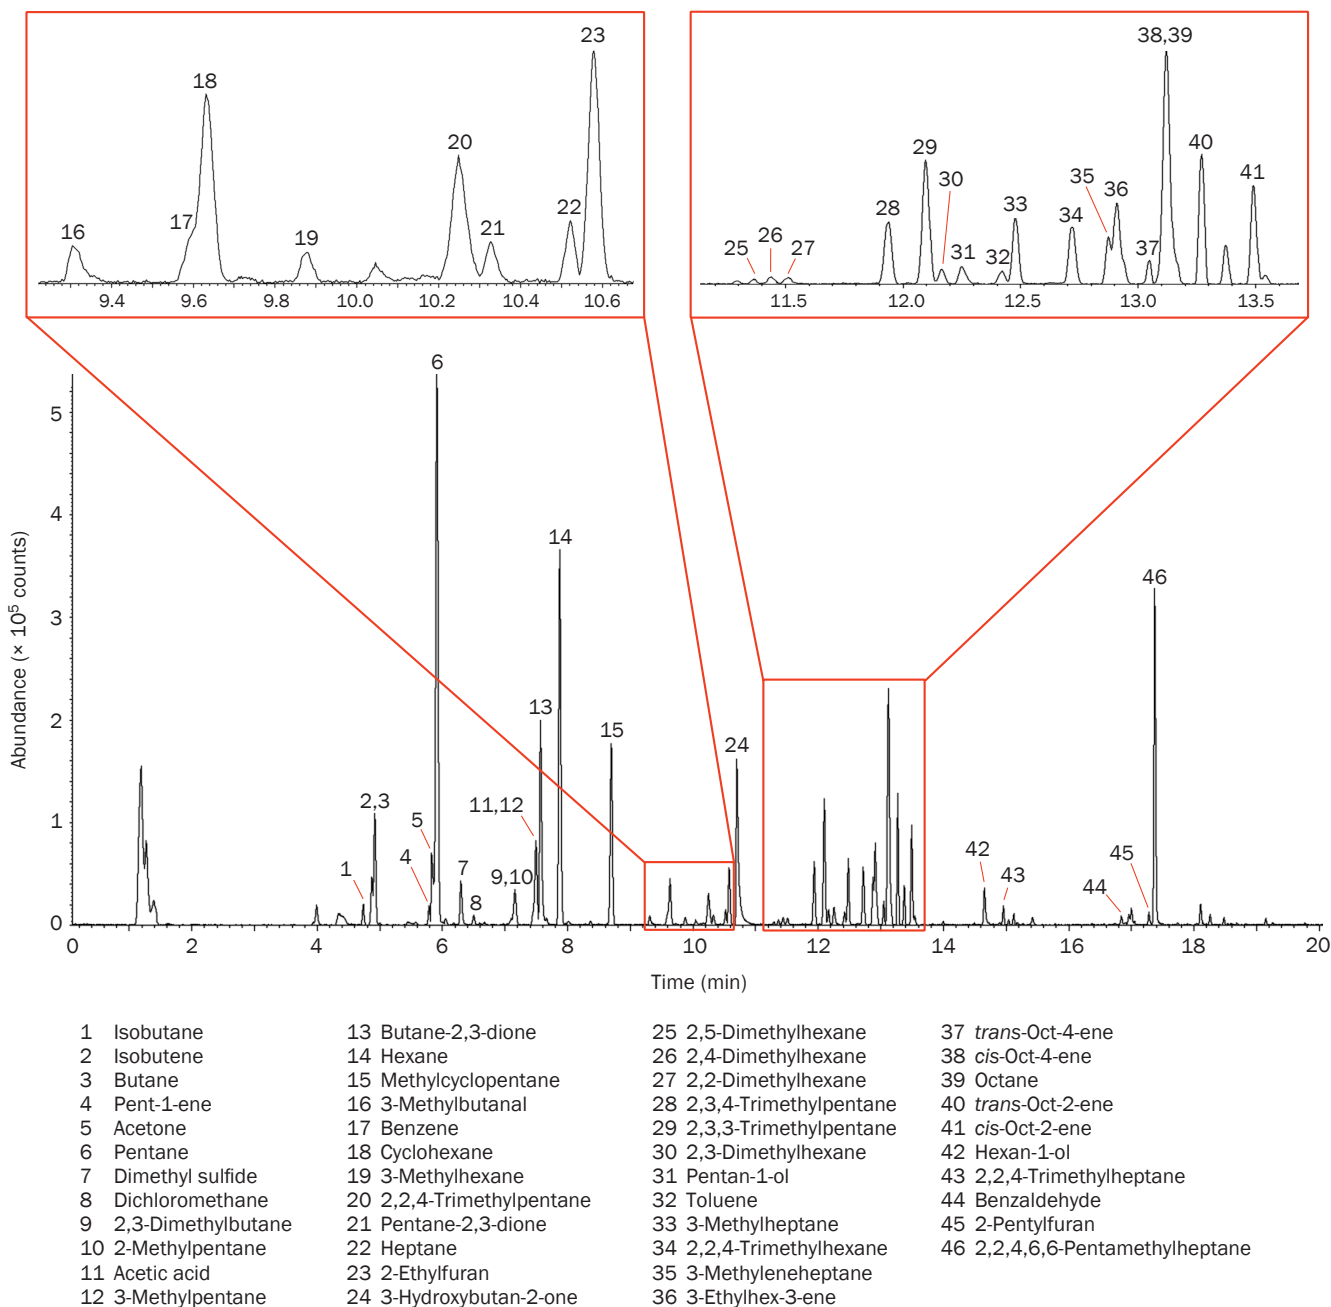 23
18
20
22
17
16
19
21
9.4 9.6 9.8 10.0 10.2 10.4 10.6
38,39
29
40
35
36
30
41
28
33
34
26
25
27
31
32
37
11.5 12.0 12.5 13.0 13.5
Abundance (× 10⁵ counts)
5
4
3
2
1
0
6
14
46
13
15
24
2,3
11,12
5
4
1
7
8
9,10
42
43
45
44
0 2 4 6 8 10 12 14 16 18 20
Time (min)
1 Isobutane
2 Isobutene
3 Butane
4 Pent-1-ene
5 Acetone
6 Pentane
7 Dimethyl sulfide
8 Dichloromethane
9 2,3-Dimethylbutane
10 2-Methylpentane
11 Acetic acid
12 3-Methylpentane
13 Butane-2,3-dione
14 Hexane
15 Methylcyclopentane
16 3-Methylbutanal
17 Benzene
18 Cyclohexane
19 3-Methylhexane
20 2,2,4-Trimethylpentane
21 Pentane-2,3-dione
22 Heptane
23 2-Ethylfuran
24 3-Hydroxybutan-2-one
25 2,5-Dimethylhexane
26 2,4-Dimethylhexane
27 2,2-Dimethylhexane
28 2,3,4-Trimethylpentane
29 2,3,3-Trimethylpentane
30 2,3-Dimethylhexane
31 Pentan-1-ol
32 Toluene
33 3-Methylheptane
34 2,2,4-Trimethylhexane
35 3-Methyleneheptane
36 3-Ethylhex-3-ene
37 trans-Oct-4-ene
38 cis-Oct-4-ene
39 Octane
40 trans-Oct-2-ene
41 cis-Oct-2-ene
42 Hexan-1-ol
43 2,2,4-Trimethylheptane
44 Benzaldehyde
45 2-Pentylfuran
46 2,2,4,6,6-Pentamethylheptane